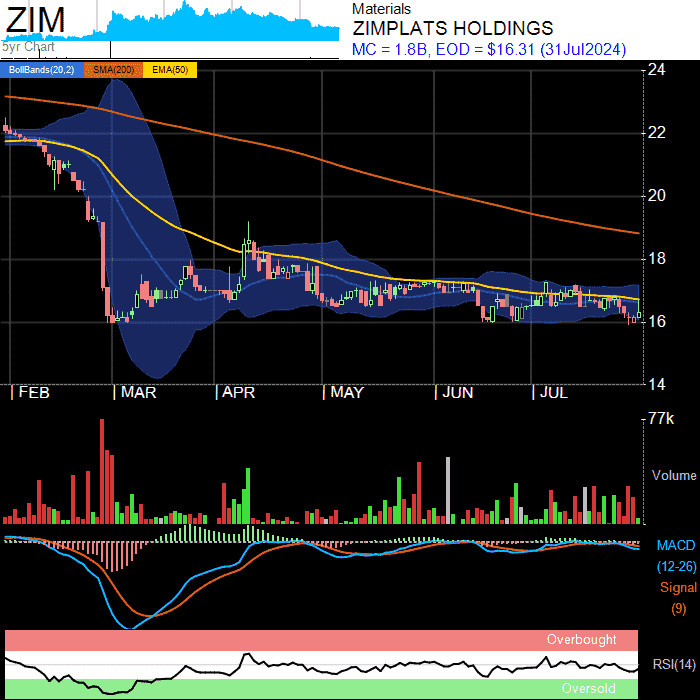 ZIM
5yr Chart
Materials
ZIMPLATS HOLDINGS
MC = 1.8B, EOD = $16.31 (31Jul2024)
BollBands(20,2) SMA(200) EMA(50)
24
22
20
18
16
14
FEB MAR APR MAY JUN JUL
77k
Volume
MACD
(12-26)
Signal
(9)
Overbought
RSI(14)
Oversold